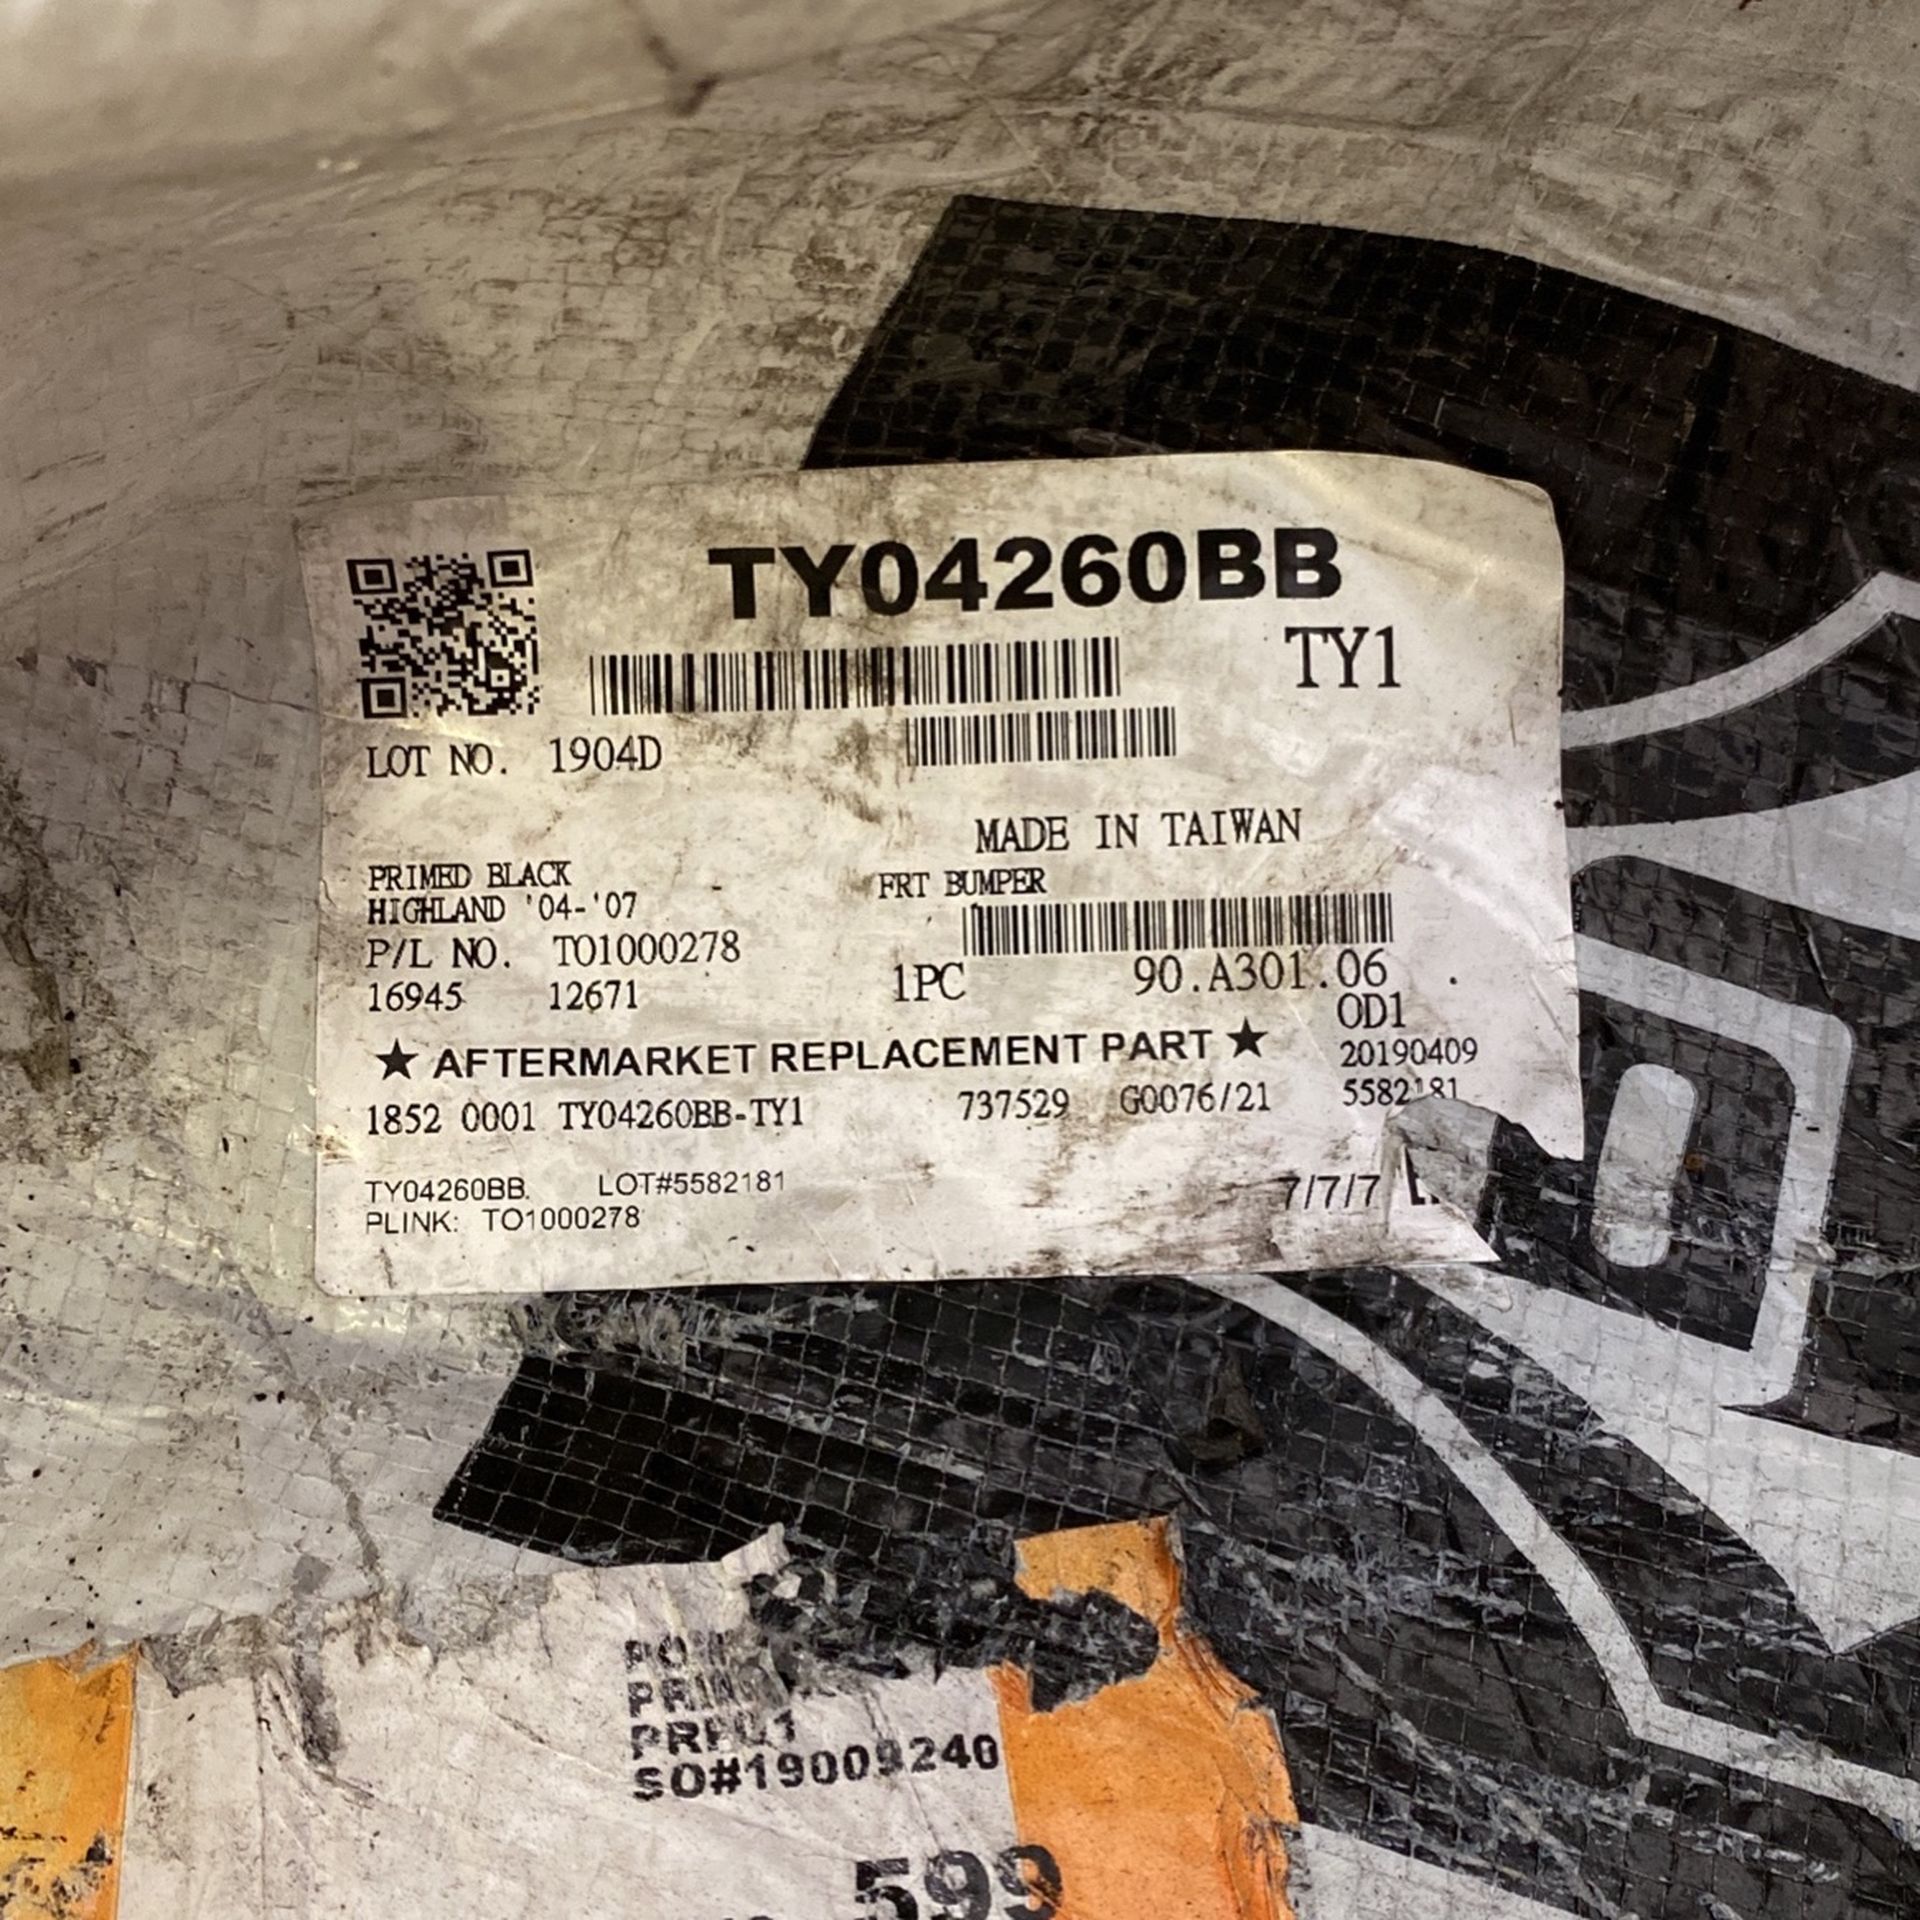 TY04260BB
TY1
LOT NO. 1904D
MADE IN TAIWAN
PRIMED BLACK
FRT BUMPER
HIGHLAND '04-'07
P/L NO. TO1000278
16945 12671
1PC 90.A301.06
OD1
★ AFTERMARKET REPLACEMENT PART ★
20190409
1852 0001 TY04260BB-TY1 737529 G0076/21
5582181
TY04260BB. LOT#5582181
7/7/7
PLINK: TO1000278
SO#19009240
599